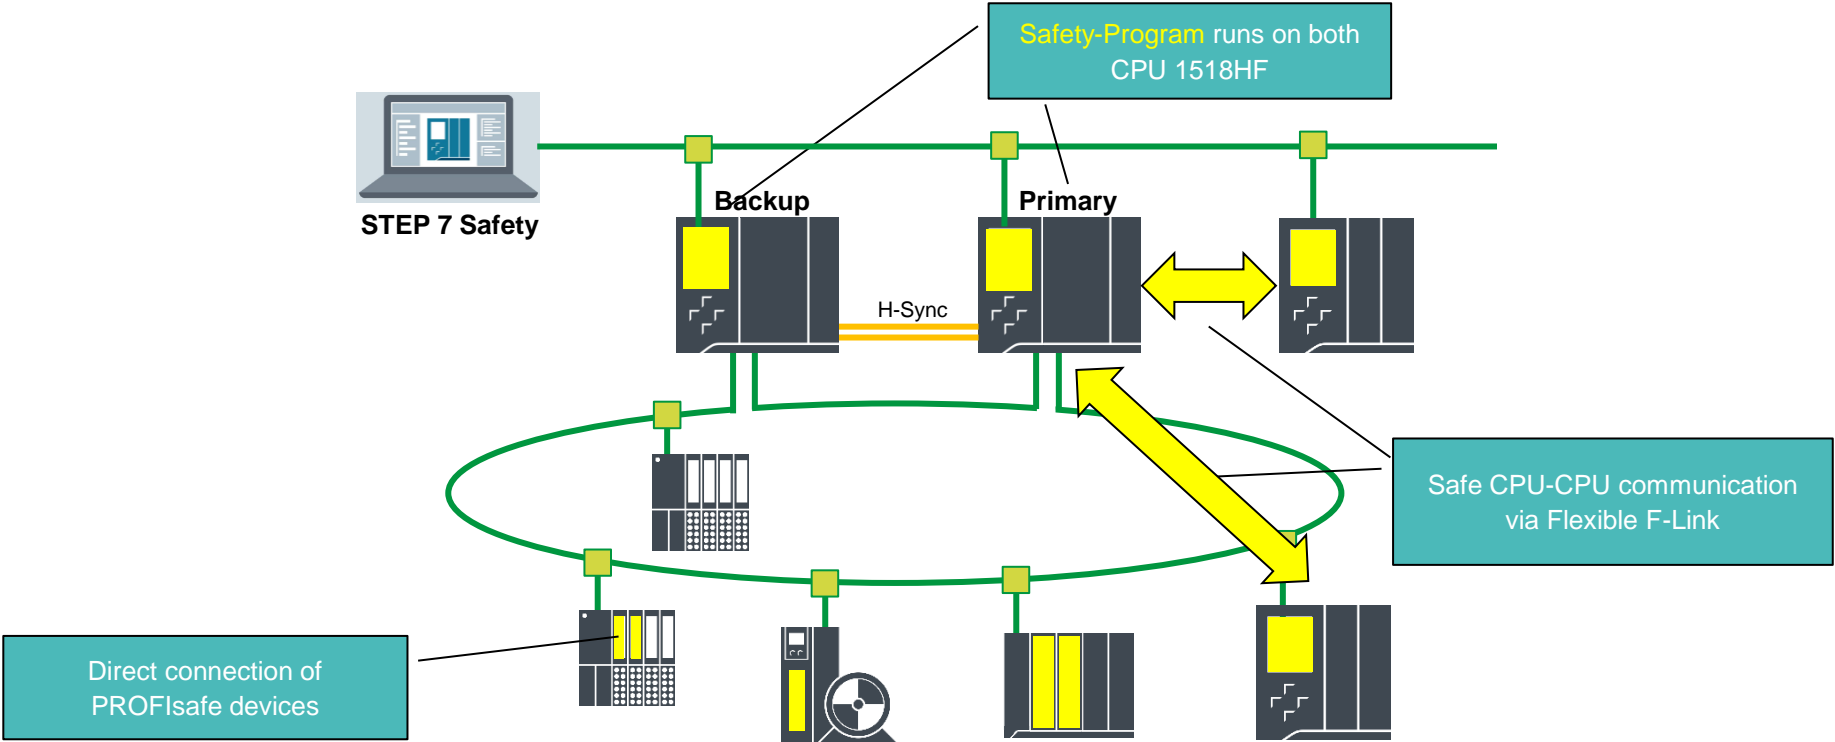 Safety-Program runs on both
CPU 1518HF
STEP 7 Safety
Backup
Primary
H-Sync
Safe CPU-CPU communication
via Flexible F-Link
Direct connection of
PROFIsafe devices